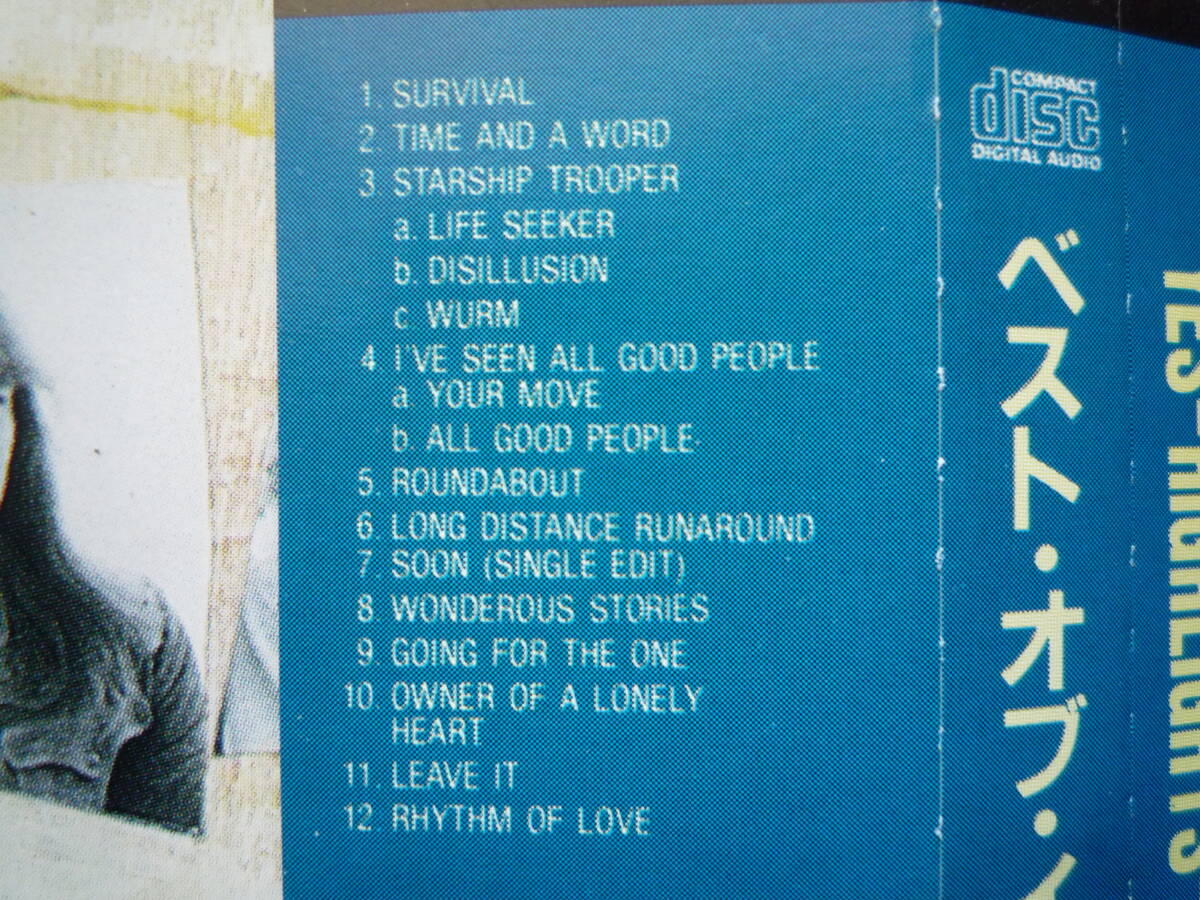 1. SURVIVAL
2 TIME AND A WORD
3 STARSHIP TROOPER
a. LIFE SEEKER
b. DISILLUSION
c WURM
4. I'VE SEEN ALL GOOD PEOPLE
a YOUR MOVE
b. ALL GOOD PEOPLE
5. ROUNDABOUT
6. LONG DISTANCE RUNAROUND
7. SOON (SINGLE EDIT)
8. WONDEROUS STORIES
9. GOING FOR THE ONE
10. OWNER OF A LONELY
HEART
11. LEAVE IT
12. RHYTHM OF LOVE
COMPACT
disc
DIGITAL AUDIO
ベスト・オブ・
YES-HIGHLIGHTS